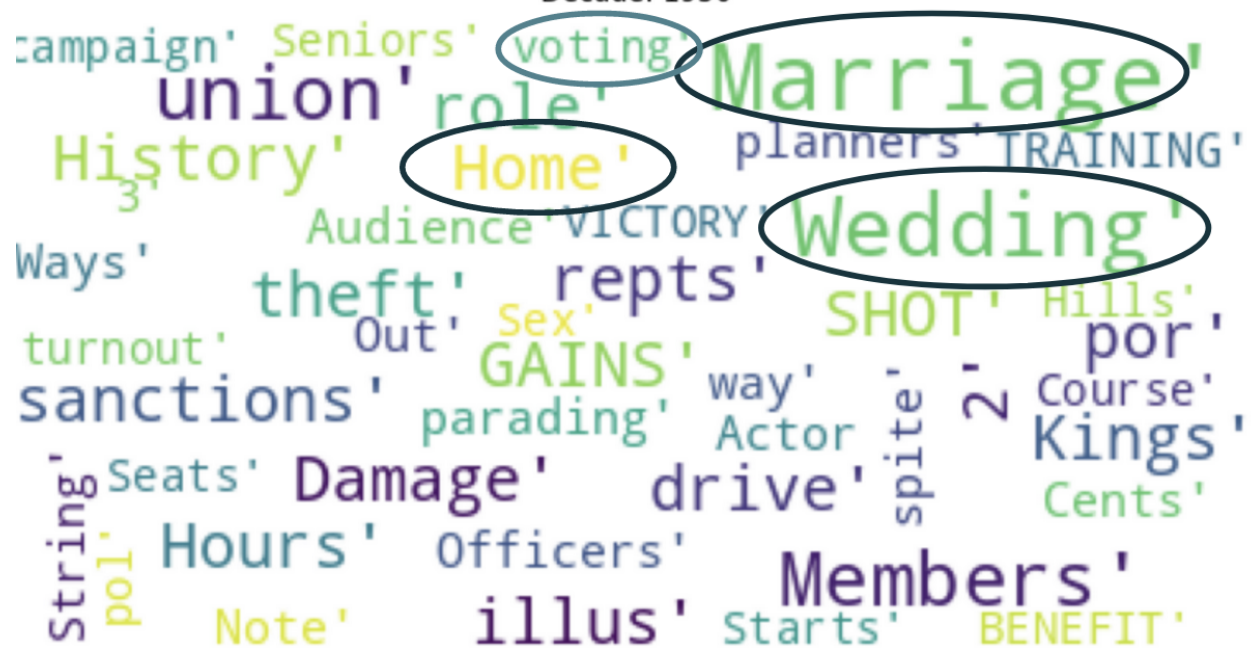 campaign' Seniors' voting' Marriage'
union' role'
History' Home' planners' TRAINING'
3'
Audience' VICTORY' Wedding'
Ways' theft' repts'
Sex' SHOT' Hills'
turnout' Out' GAINS' por'
sanctions' way' spite' 2' Course'
parading' Actor Kings'
String' Seats' Damage' drive' Cents'
pol' Hours' Officers' Members'
Note' illus' Starts' BENEFIT'